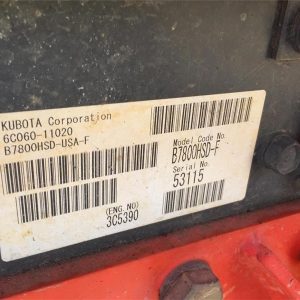 KUBOTA Corporation
6C060-11020
B7800HSD-USA-F
Model Code No.
B7800HSD-F
Serial No.
53115
(ENG.NO)
3C5390